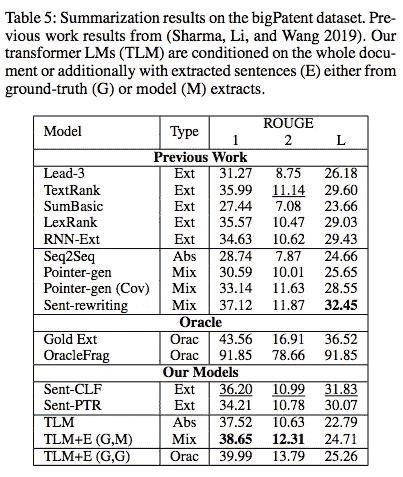 Table 5: Summarization results on the bigPatent dataset. Pre-
vious work results from (Sharma, Li, and Wang 2019). Our
transformer LMs (TLM) are conditioned on the whole docu-
ment or additionally with extracted sentences (E) either from
ground-truth (G) or model (M) extracts.
Model Type ROUGE
1 2 L
Previous Work
Lead-3 Ext 31.27 8.75 26.18
TextRank Ext 35.99 11.14 29.60
SumBasic Ext 27.44 7.08 23.66
LexRank Ext 35.57 10.47 29.03
RNN-Ext Ext 34.63 10.62 29.43
Seq2Seq Abs 28.74 7.87 24.66
Pointer-gen Mix 30.59 10.01 25.65
Pointer-gen (Cov) Mix 33.14 11.63 28.55
Sent-rewriting Mix 37.12 11.87 32.45
Oracle
Gold Ext Orac 43.56 16.91 36.52
OracleFrag Orac 91.85 78.66 91.85
Our Models
Sent-CLF Ext 36.20 10.99 31.83
Sent-PTR Ext 34.21 10.78 30.07
TLM Abs 37.52 10.63 22.79
TLM+E (G,M) Mix 38.65 12.31 24.71
TLM+E (G,G) Orac 39.99 13.79 25.26